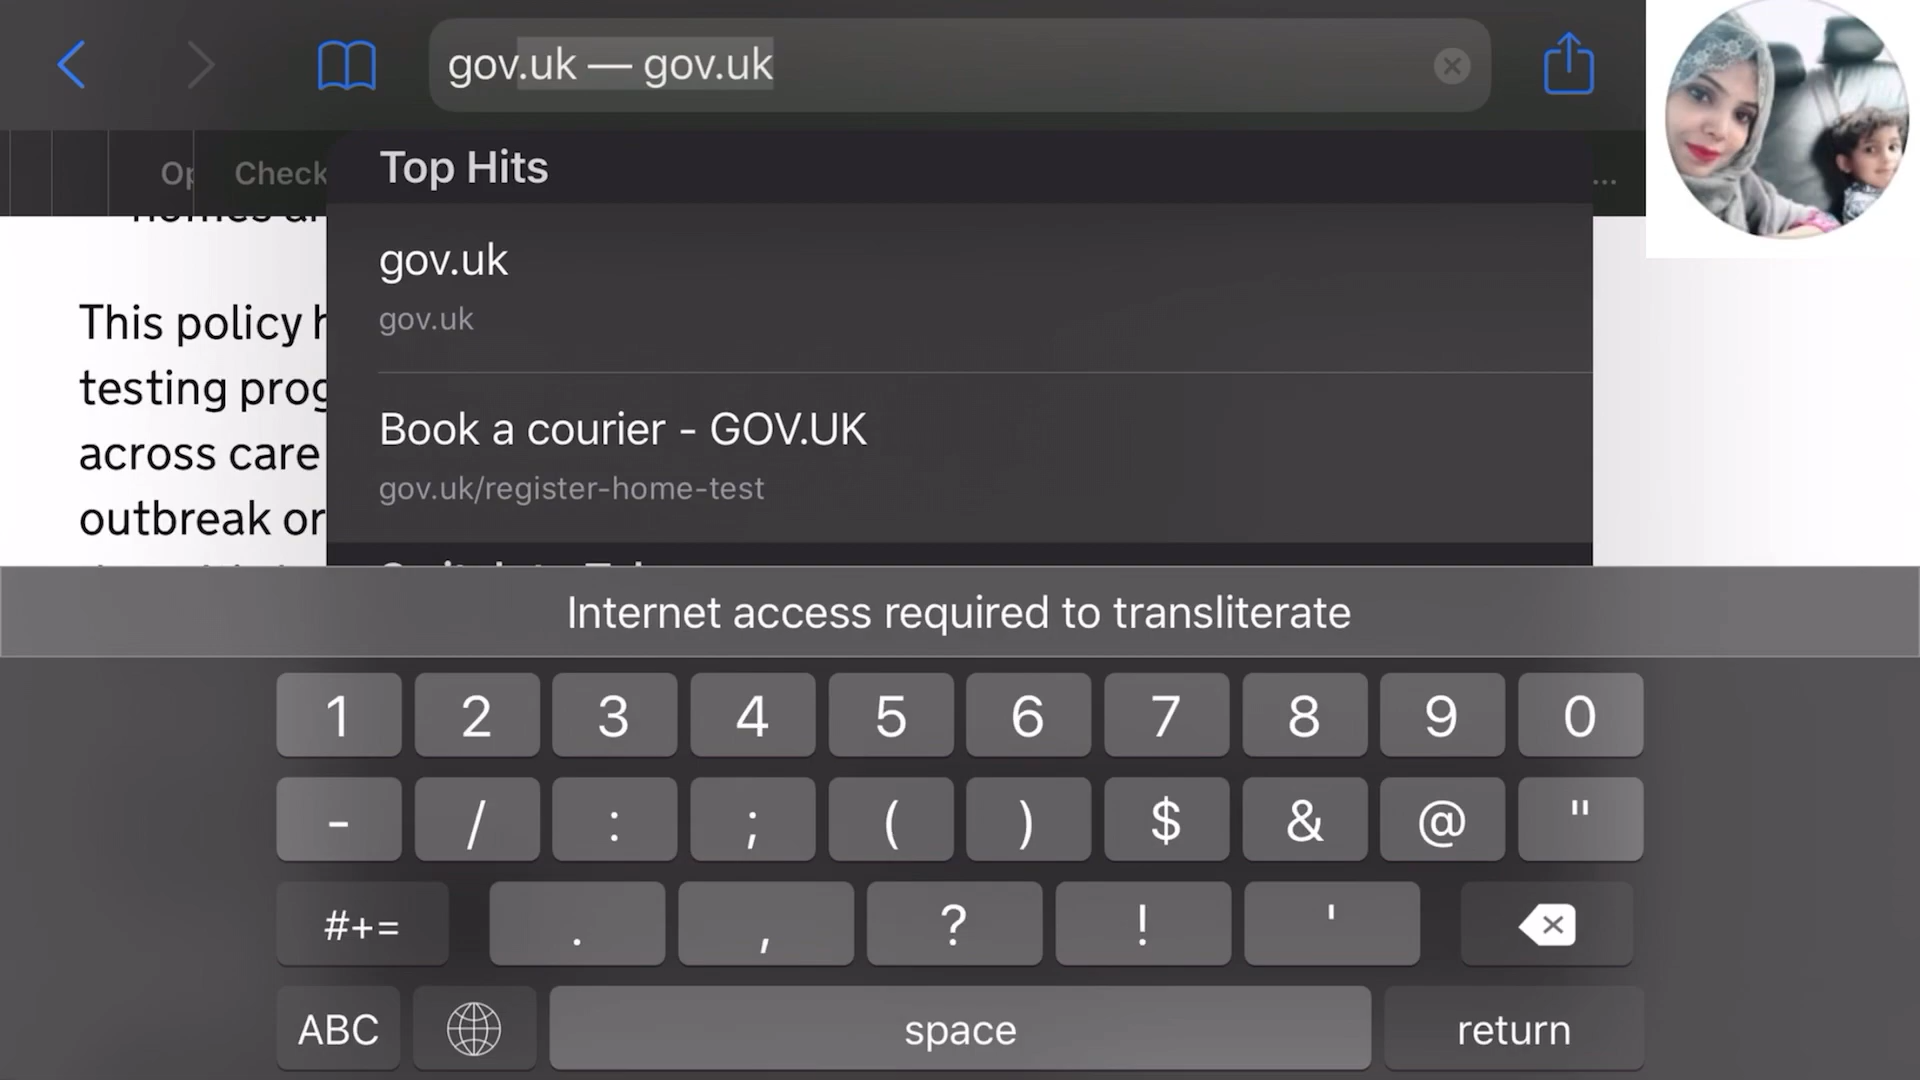 gov.uk — gov.uk
Check
...
Top Hits
gov.uk
gov.uk
Book a courier - GOV.UK
gov.uk/register-home-test
This policy
testing prog
across care
outbreak or
Internet access required to transliterate
1 2 3 4 5 6 7 8 9 0
- / : ; ( ) $ & @ "
#+= . , ? ! '
ABC space return